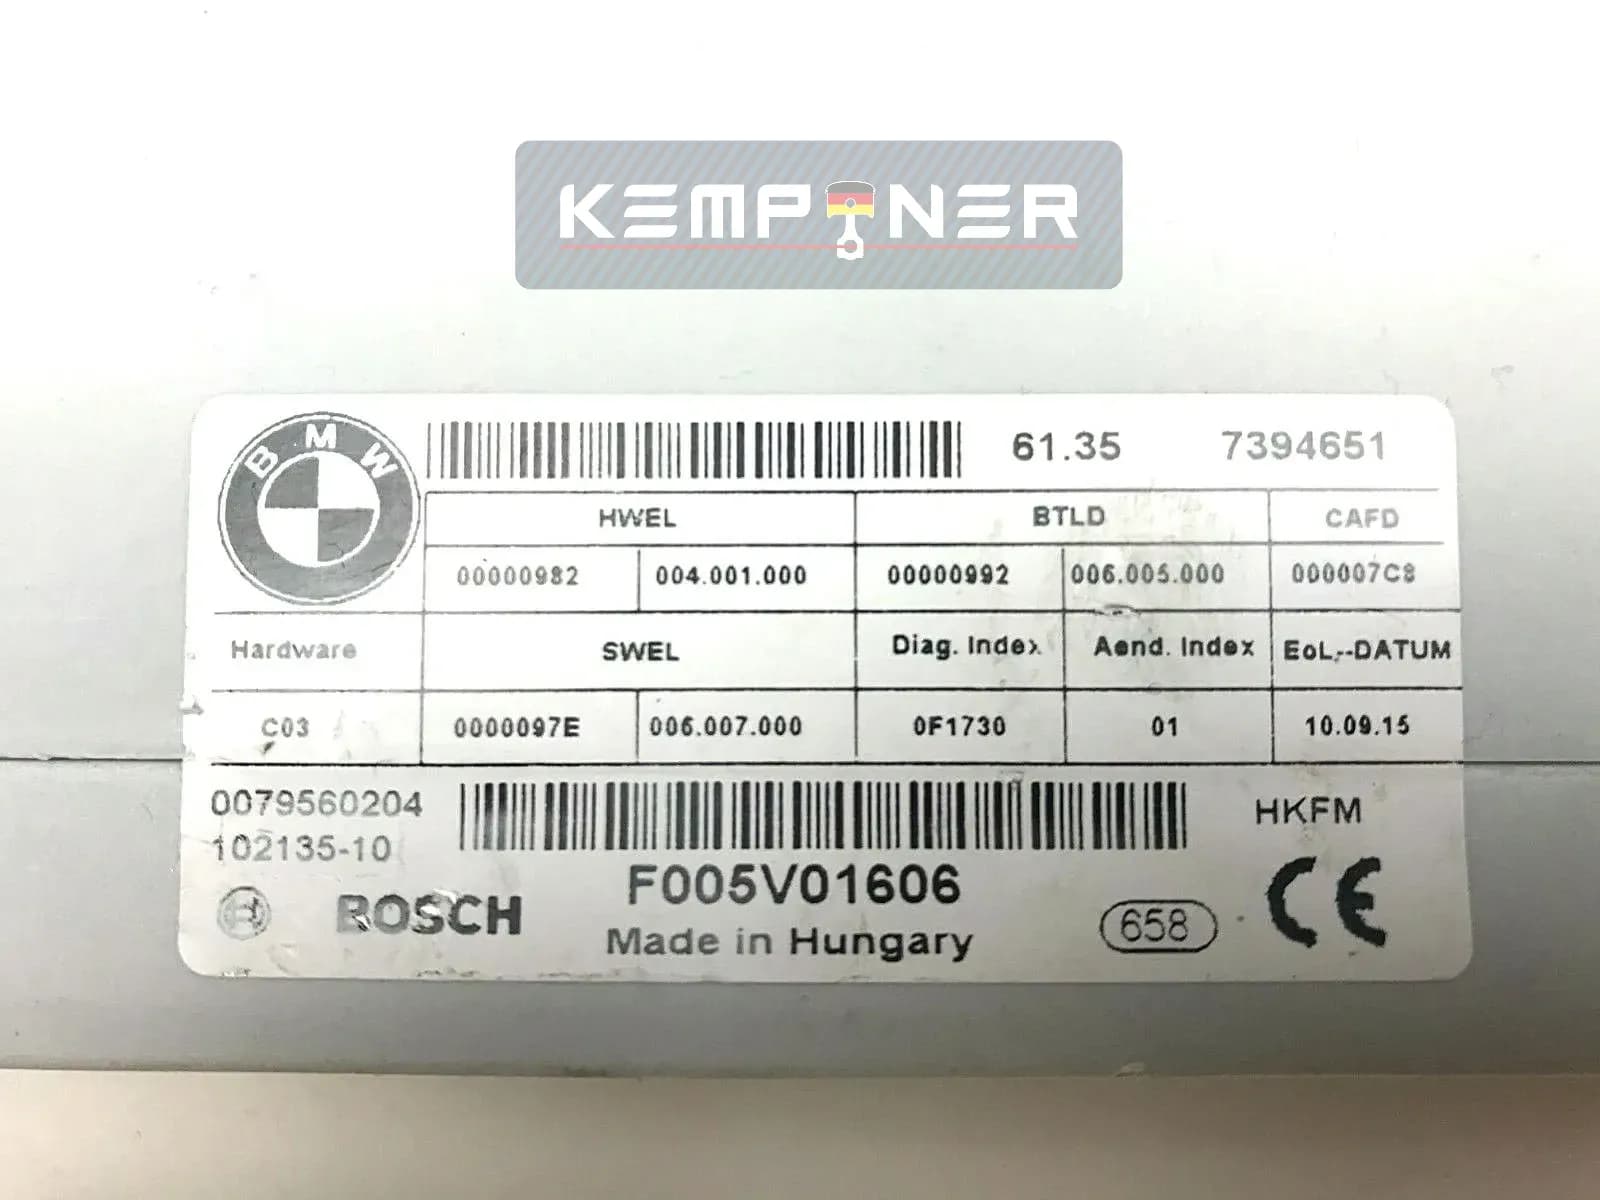 KEMPTNER
BMW
61.35 7394651
HWEL BTLD CAFD
00000982 004.001.000 00000992 006.005.000 000007C8
Hardware SWEL Diag. Index Aend. Index EoL.-DATUM
C03 0000097E 006.007.000 0F1730 01 10.09.15
0079560204 HKFM
102135-10
F005V01606
BOSCH 658 CE
Made in Hungary